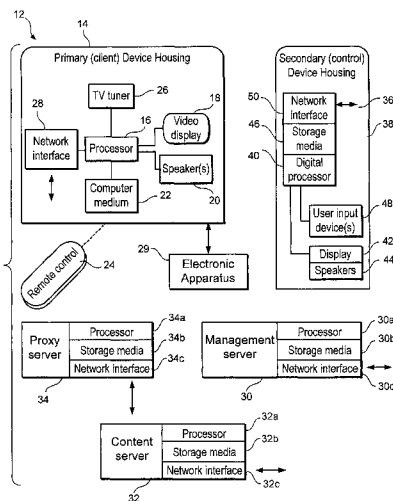 12
14
Primary (client) Device Housing
TV tuner
26
28
16
18
Network interface
Processor
Video display
Speaker(s)
Computer medium
22
20
Remote control
24
29
Electronic Apparatus
Secondary (control) Device Housing
50
Network interface
36
46
Storage media
38
40
Digital processor
User input device(s)
48
Display
42
Speakers
44
Proxy server
Processor
34a
Storage media
34b
Network interface
34c
34
Management server
Processor
30a
Storage media
30b
Network interface
30c
30
Content server
Processor
32a
Storage media
32b
Network interface
32c
32